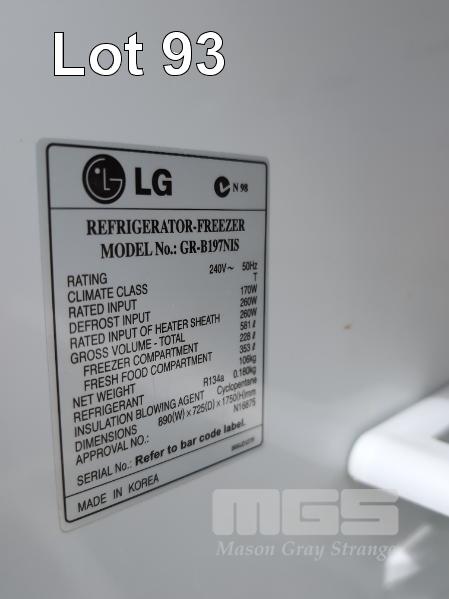 Lot 93
LG N 98
REFRIGERATOR-FREEZER
MODEL No.: GR-B197NIS
RATING 240V~ 50Hz
CLIMATE CLASS T
RATED INPUT 170W
DEFROST INPUT 260W
RATED INPUT OF HEATER SHEATH 260W
GROSS VOLUME - TOTAL 581 ℓ
FREEZER COMPARTMENT 228 ℓ
FRESH FOOD COMPARTMENT 353 ℓ
NET WEIGHT 106kg
REFRIGERANT R134a 0.180kg
INSULATION BLOWING AGENT Cyclopentane
DIMENSIONS 890(W) x 725(D) x 1750(H)mm
APPROVAL NO.: N16875
SERIAL No.: Refer to bar code label.
MADE IN KOREA
MGS
Mason Gray Strange